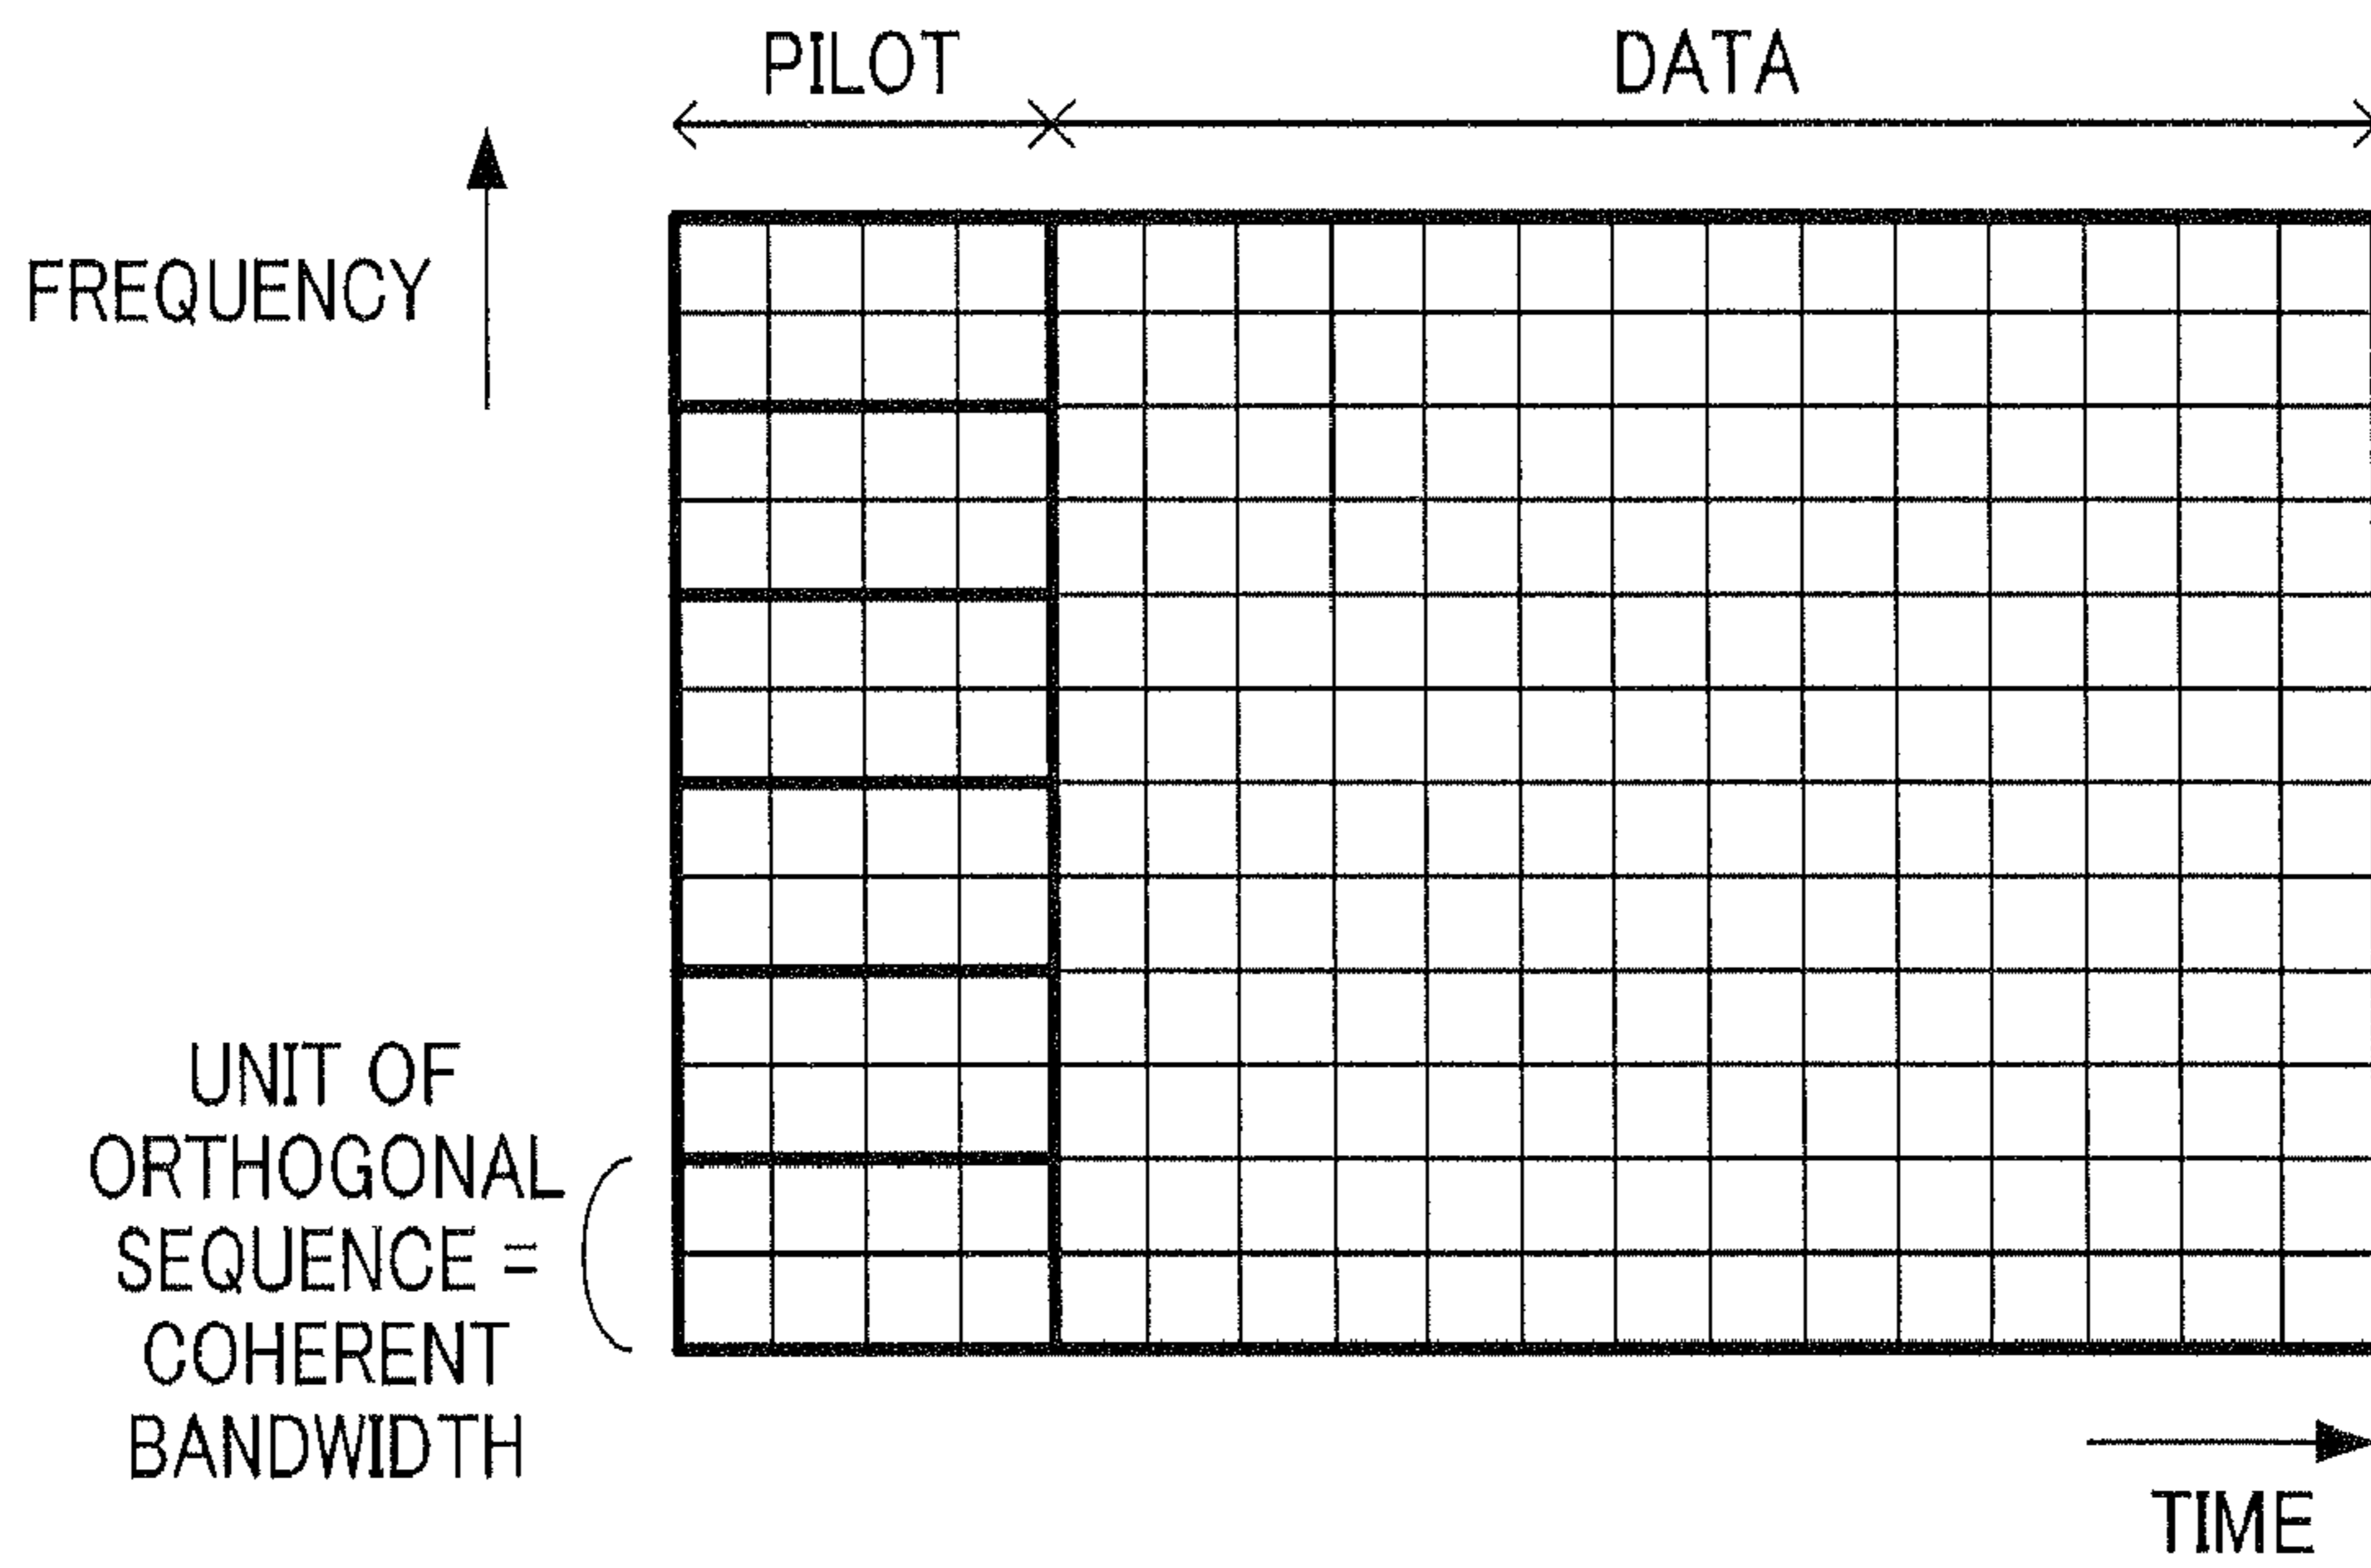 PILOT
DATA
FREQUENCY
UNIT OF
ORTHOGONAL
SEQUENCE =
COHERENT
BANDWIDTH
TIME